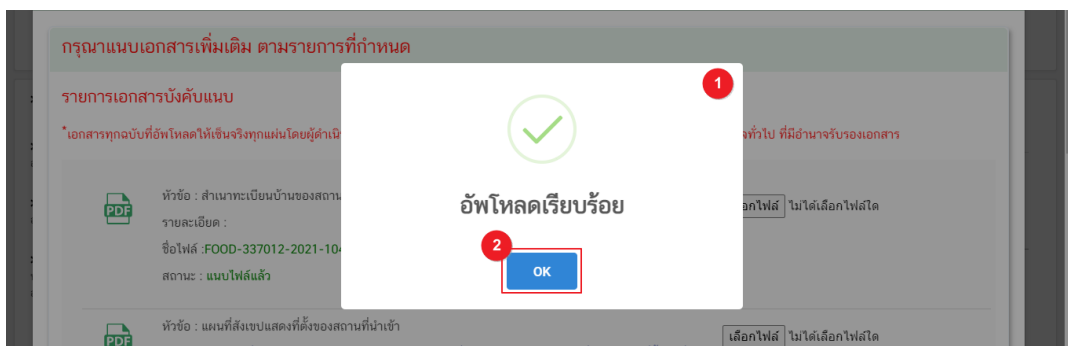 กรุณาแนบเอกสารเพิ่มเติม ตามรายการที่กำหนด
1
รายการเอกสารบังคับแนบ
*เอกสารทุกฉบับที่อัพโหลดให้เซ็นจริงทุกแผ่นโดยผู้ดำเนิ ที่มีอำนาจรับรองเอกสาร
PDF
หัวข้อ : สำเนาทะเบียนบ้านของสถาน
อัพโหลดเรียบร้อย
ไม่ได้เลือกไฟล์ใด
รายละเอียด :
ชื่อไฟล์ :FOOD-337012-2021-10
2
OK
สถานะ : แนบไฟล์แล้ว
PDF
หัวข้อ : แผนที่สังเขปแสดงที่ตั้งของสถานที่นำเข้า
เลือกไฟล์ ไม่ได้เลือกไฟล์ใด